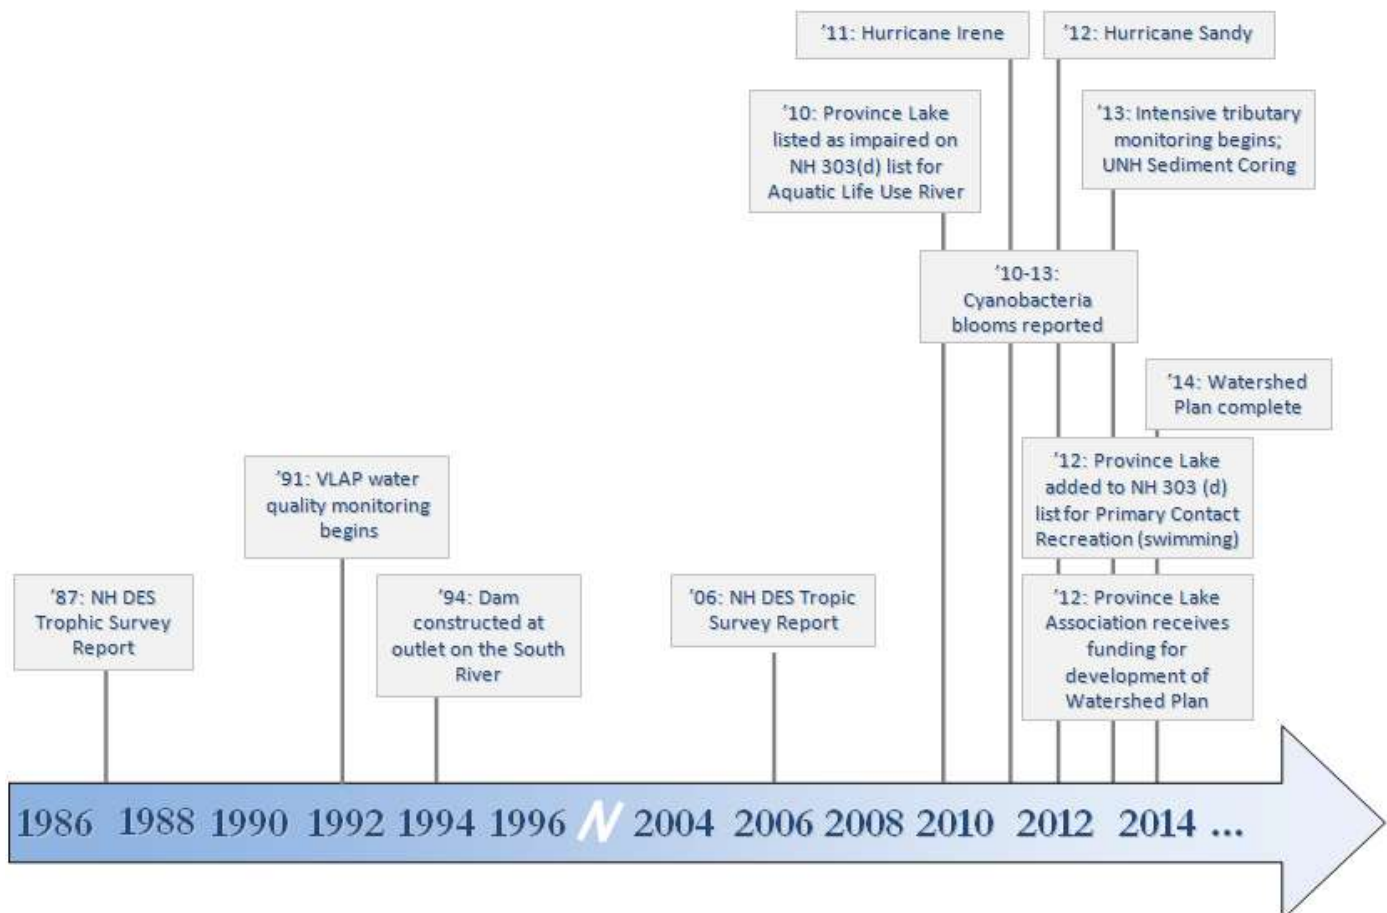 '11: Hurricane Irene
'12: Hurricane Sandy
'10: Province Lake
listed as impaired on
NH 303(d) list for
Aquatic Life Use River
'13: Intensive tributary
monitoring begins;
UNH Sediment Coring
'10-13:
Cyanobacteria
blooms reported
'14: Watershed
Plan complete
'91: VLAP water
quality monitoring
begins
'12: Province Lake
added to NH 303 (d)
list for Primary Contact
Recreation (swimming)
'87: NH DES
Trophic Survey
Report
'94: Dam
constructed at
outlet on the South
River
'06: NH DES Tropic
Survey Report
'12: Province Lake
Association receives
funding for
development of
Watershed Plan
1986 1988 1990 1992 1994 1996 2004 2006 2008 2010 2012 2014 ...